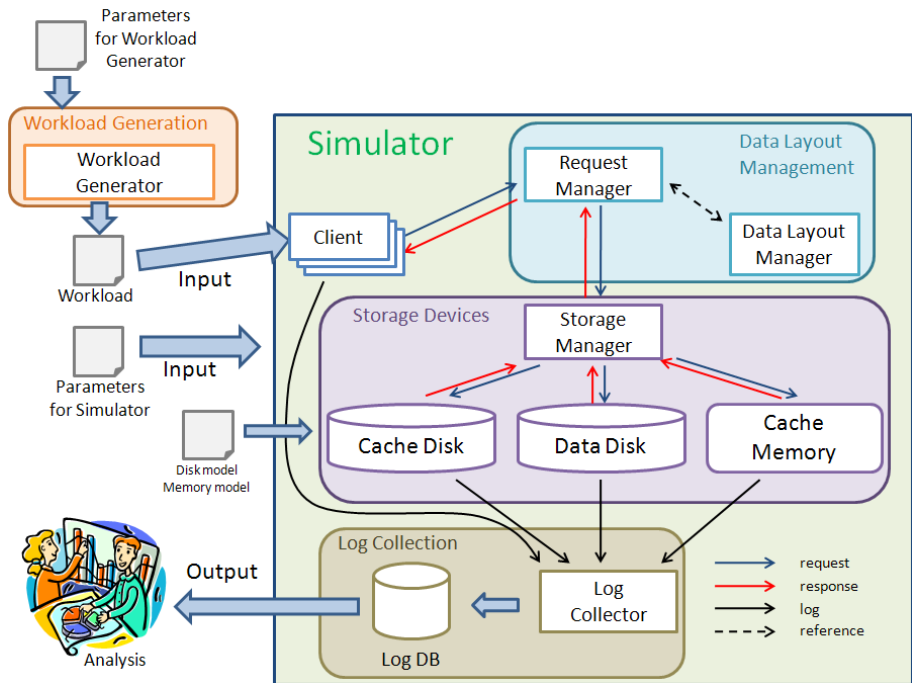 Parameters
for Workload
Generator
Workload Generation
Workload
Generator
Workload
Input
Parameters
for Simulator
Input
Disk model
Memory model
Simulator
Client
Data Layout
Management
Request
Manager
Data Layout
Manager
Storage Devices
Storage
Manager
Cache Disk
Data Disk
Cache
Memory
Log Collection
Log
Collector
Log DB
Output
Analysis
request
response
log
reference